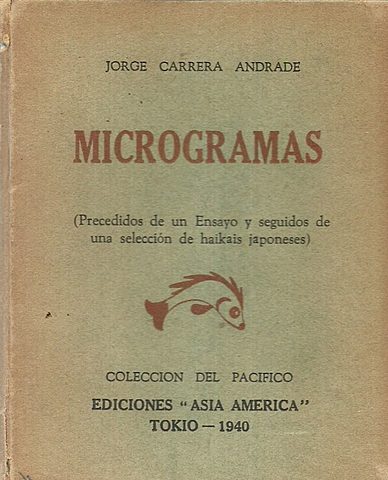 JORGE CARRERA ANDRADE
MICROGRAMAS
(Precedidos de un Ensayo y seguidos de
una selección de haikais japoneses)
COLECCION DEL PACIFICO
EDICIONES "ASIA AMERICA"
TOKIO — 1940